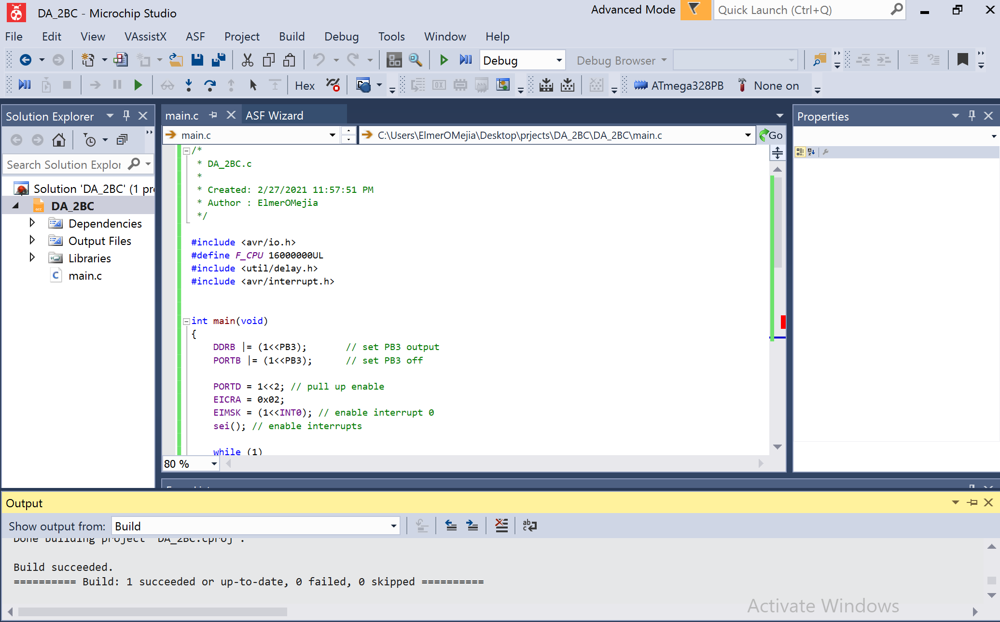 DA_2BC - Microchip Studio
Advanced Mode
Quick Launch (Ctrl+Q)
File Edit View VAssistX ASF Project Build Debug Tools Window Help
Debug
Debug Browser
Hex
ATmega328PB
None on
Solution Explorer
main.c
ASF Wizard
Properties
main.c
C:\Users\ElmerOMejia\Desktop\prjects\DA_2BC\DA_2BC\main.c
Go
Search Solution Explor
Solution 'DA_2BC' (1 pr
DA_2BC
Dependencies
Output Files
Libraries
main.c
/*
* DA_2BC.c
*
* Created: 2/27/2021 11:57:51 PM
* Author : ElmerOMejia
*/
#include <avr/io.h>
#define F_CPU 16000000UL
#include <util/delay.h>
#include <avr/interrupt.h>
int main(void)
{
DDRB |= (1<<PB3); // set PB3 output
PORTB |= (1<<PB3); // set PB3 off
PORTD = 1<<2; // pull up enable
EICRA = 0x02;
EIMSK = (1<<INT0); // enable interrupt 0
sei(); // enable interrupts
while (1)
80 %
Output
Show output from: Build
Done building project "DA_2BC.cproj".
Build succeeded.
========== Build: 1 succeeded or up-to-date, 0 failed, 0 skipped ==========
Activate Windows